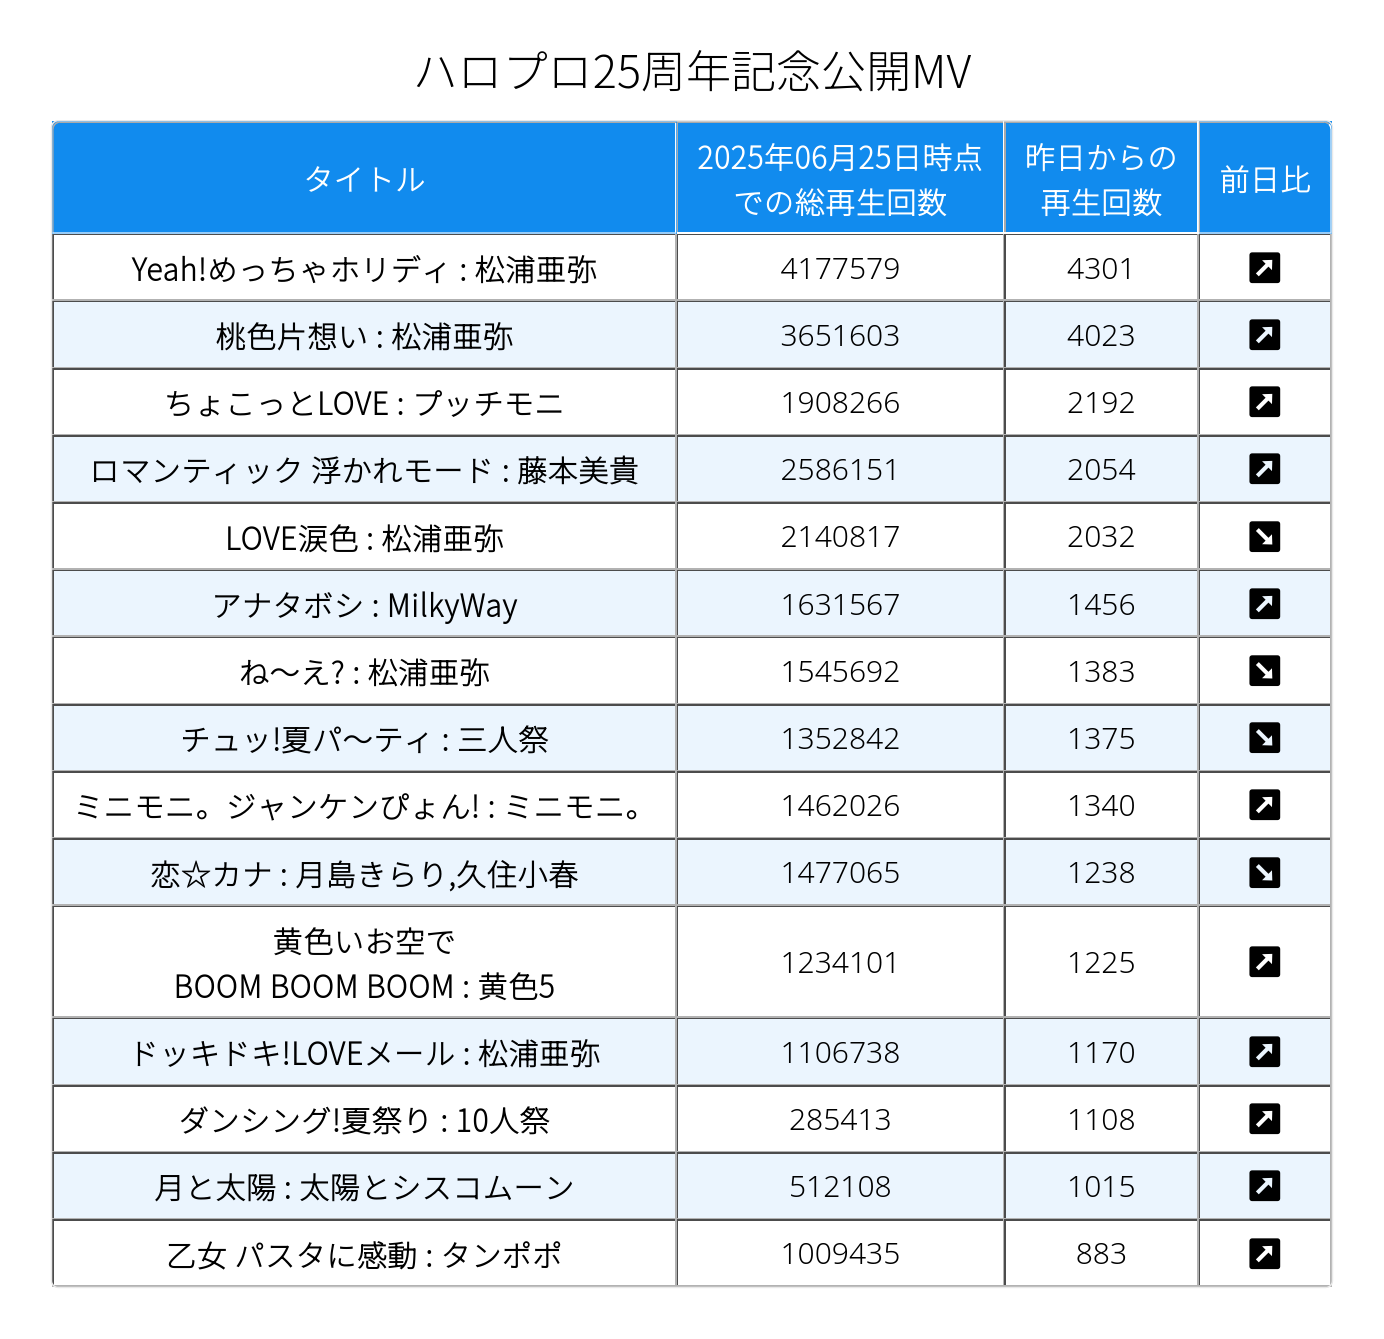 ハロプロ25周年記念公開MV
タイトル
2025年06月25日時点
での総再生回数
昨日からの
再生回数
前日比
Yeah!めっちゃホリディ : 松浦亜弥 4177579 4301 ↗
桃色片想い : 松浦亜弥 3651603 4023 ↗
ちょこっとLOVE : プッチモニ 1908266 2192 ↗
ロマンティック 浮かれモード : 藤本美貴 2586151 2054 ↗
LOVE涙色 : 松浦亜弥 2140817 2032 ↘
アナタボシ : MilkyWay 1631567 1456 ↗
ね～え? : 松浦亜弥 1545692 1383 ↘
チュッ!夏パ～ティ : 三人祭 1352842 1375 ↘
ミニモニ。ジャンケンぴょん! : ミニモニ。 1462026 1340 ↗
恋☆カナ : 月島きらり,久住小春 1477065 1238 ↘
黄色いお空で
BOOM BOOM BOOM : 黄色5 1234101 1225 ↗
ドッキドキ!LOVEメール : 松浦亜弥 1106738 1170 ↗
ダンシング!夏祭り : 10人祭 285413 1108 ↗
月と太陽 : 太陽とシスコムーン 512108 1015 ↗
乙女 パスタに感動 : タンポポ 1009435 883 ↗